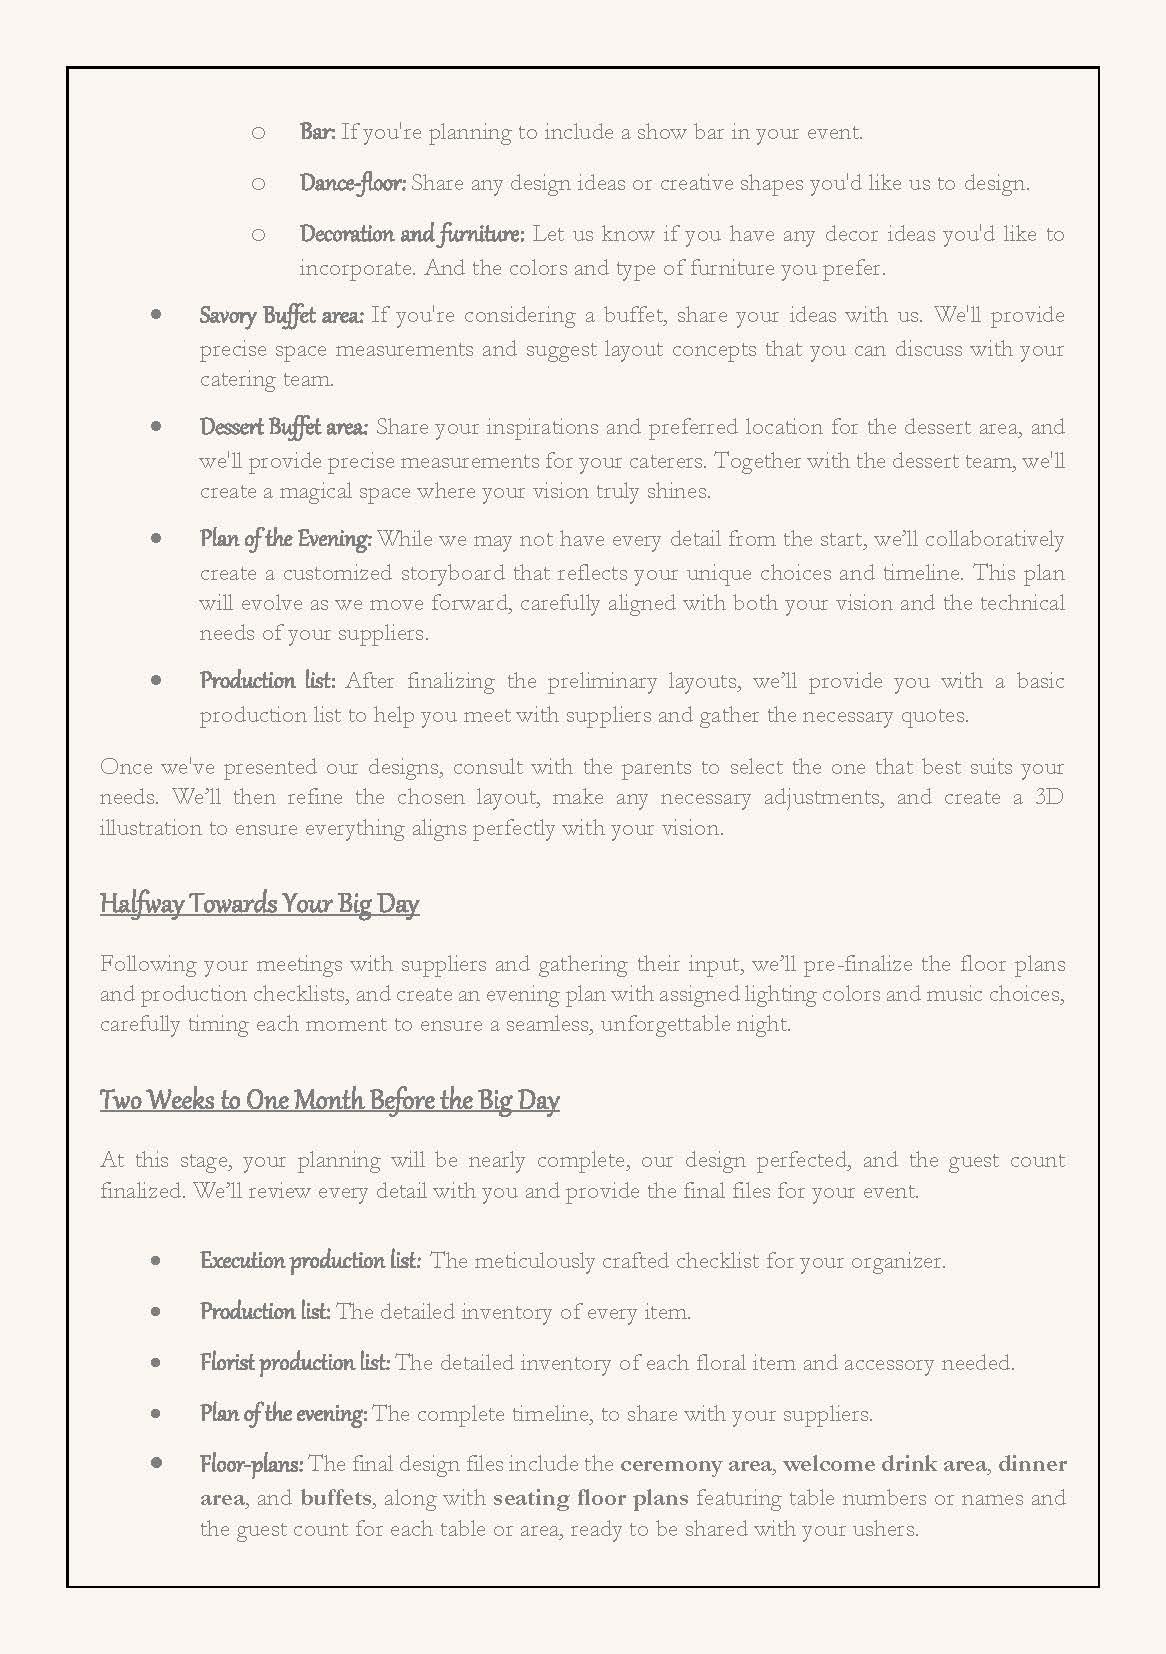 o Bar: If you're planning to include a show bar in your event.
o Dance-floor: Share any design ideas or creative shapes you'd like us to design.
o Decoration and furniture: Let us know if you have any decor ideas you'd like to
incorporate. And the colors and type of furniture you prefer.
• Savory Buffet area: If you're considering a buffet, share your ideas with us. We'll provide
precise space measurements and suggest layout concepts that you can discuss with your
catering team.
• Dessert Buffet area: Share your inspirations and preferred location for the dessert area, and
we'll provide precise measurements for your caterers. Together with the dessert team, we'll
create a magical space where your vision truly shines.
• Plan of the Evening: While we may not have every detail from the start, we’ll collaboratively
create a customized storyboard that reflects your unique choices and timeline. This plan
will evolve as we move forward, carefully aligned with both your vision and the technical
needs of your suppliers.
• Production list: After finalizing the preliminary layouts, we’ll provide you with a basic
production list to help you meet with suppliers and gather the necessary quotes.
Once we've presented our designs, consult with the parents to select the one that best suits your
needs. We’ll then refine the chosen layout, make any necessary adjustments, and create a 3D
illustration to ensure everything aligns perfectly with your vision.
Halfway Towards Your Big Day
Following your meetings with suppliers and gathering their input, we’ll pre-finalize the floor plans
and production checklists, and create an evening plan with assigned lighting colors and music choices,
carefully timing each moment to ensure a seamless, unforgettable night.
Two Weeks to One Month Before the Big Day
At this stage, your planning will be nearly complete, our design perfected, and the guest count
finalized. We’ll review every detail with you and provide the final files for your event.
• Execution production list: The meticulously crafted checklist for your organizer.
• Production list: The detailed inventory of every item.
• Florist production list: The detailed inventory of each floral item and accessory needed.
• Plan of the evening: The complete timeline, to share with your suppliers.
• Floor-plans: The final design files include the ceremony area, welcome drink area, dinner
area, and buffets, along with seating floor plans featuring table numbers or names and
the guest count for each table or area, ready to be shared with your ushers.